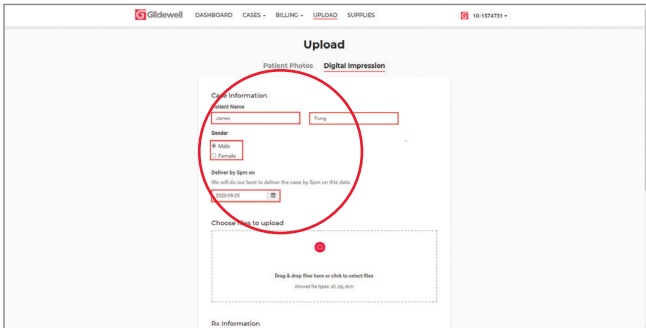 Glidewell DASHBOARD CASES BILLING UPLOAD SUPPLIES 10-1574731
Upload
Patient Photos Digital Impression
Case Information
Patient Name
James Trung
Gender
Male
Female
Deliver by 5pm on
We will do our best to deliver the case by 5pm on this date.
2020-09-25
Choose files to upload
Drag & drop files here or click to select files
Allowed file types: stl, zip, dcm
Rx Information